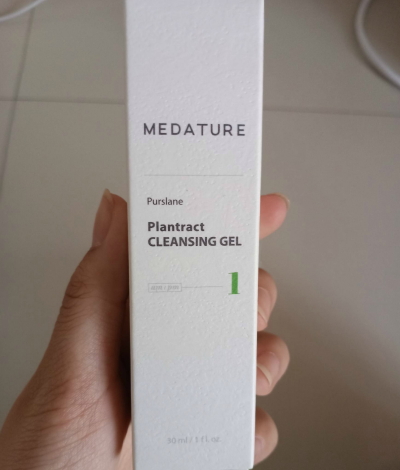 MEDATURE
Purslane
Plantract
CLEANSING GEL
1